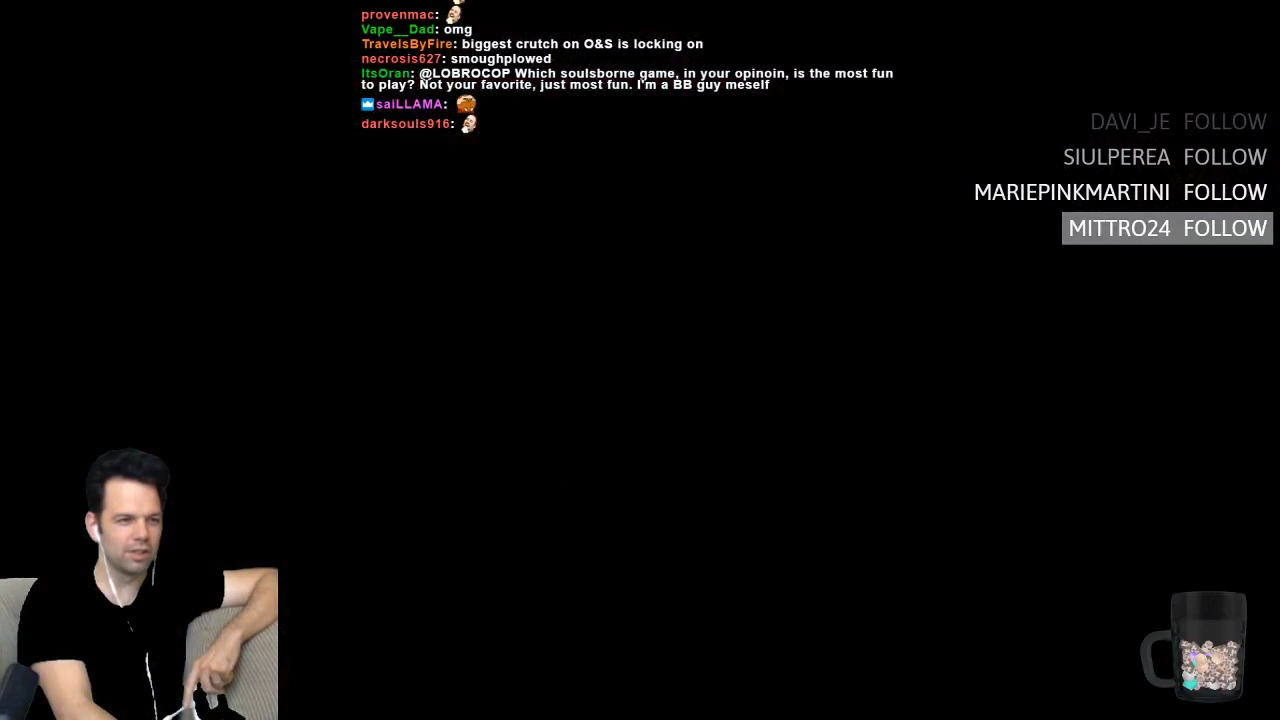 provenmac:
Vape__Dad: omg
TravelsByFire: biggest crutch on O&S is locking on
necrosis627: smoughplowed
ItsOran: @LOBROCOP Which soulsborne game, in your opinoin, is the most fun
to play? Not your favorite, just most fun. I'm a BB guy meself
saiLLAMA:
darksouls916:
DAVI_JE FOLLOW
SIULPEREA FOLLOW
MARIEPINKMARTINI FOLLOW
MITTRO24 FOLLOW